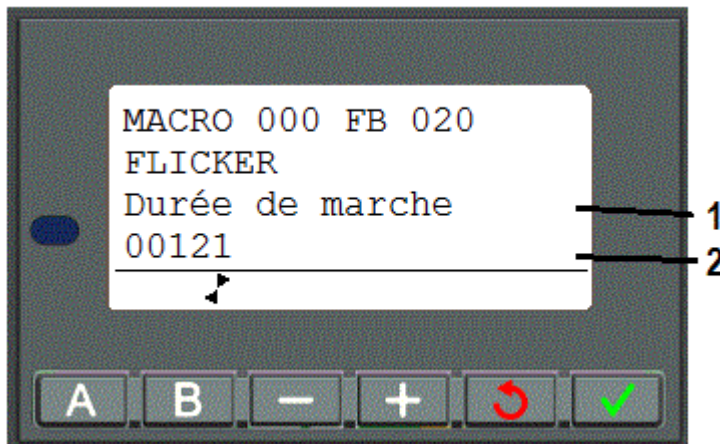 MACRO 000 FB 020
FLICKER
Durée de marche
1
00121
2
A B - +